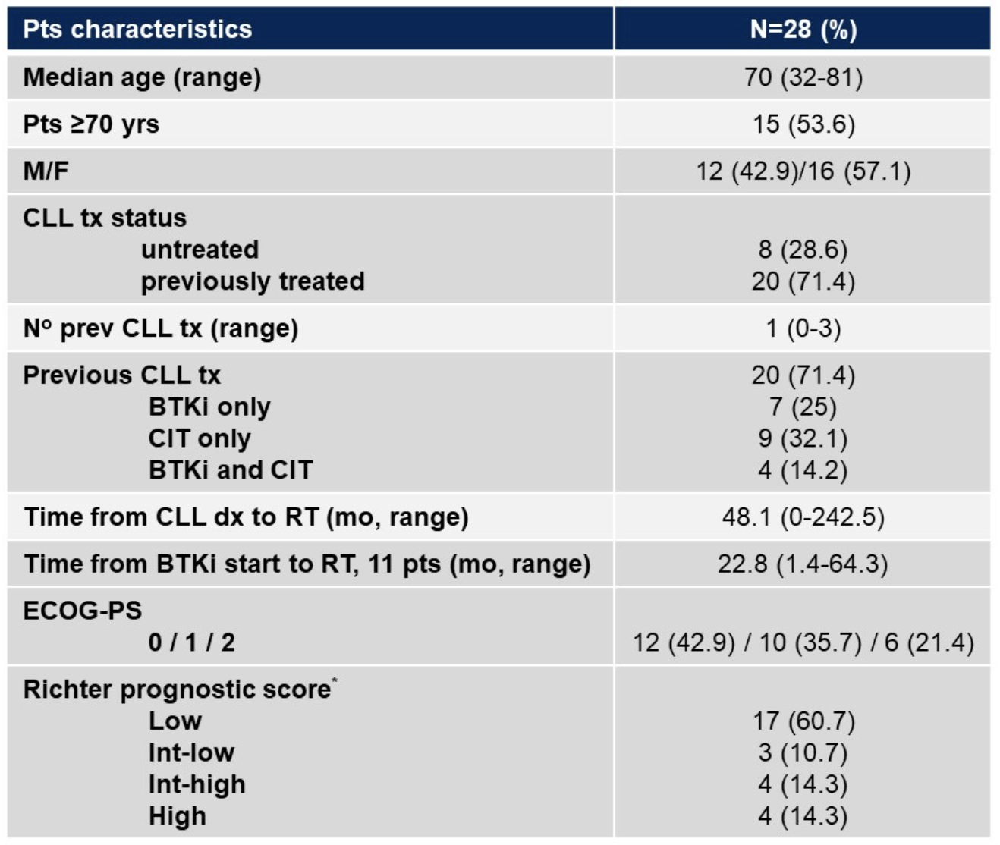 Pts characteristics N=28 (%)
Median age (range) 70 (32-81)
Pts ≥70 yrs 15 (53.6)
M/F 12 (42.9)/16 (57.1)
CLL tx status
untreated 8 (28.6)
previously treated 20 (71.4)
Nº prev CLL tx (range) 1 (0-3)
Previous CLL tx 20 (71.4)
BTKi only 7 (25)
CIT only 9 (32.1)
BTKi and CIT 4 (14.2)
Time from CLL dx to RT (mo, range) 48.1 (0-242.5)
Time from BTKi start to RT, 11 pts (mo, range) 22.8 (1.4-64.3)
ECOG-PS
0 / 1 / 2 12 (42.9) / 10 (35.7) / 6 (21.4)
Richter prognostic score*
Low 17 (60.7)
Int-low 3 (10.7)
Int-high 4 (14.3)
High 4 (14.3)